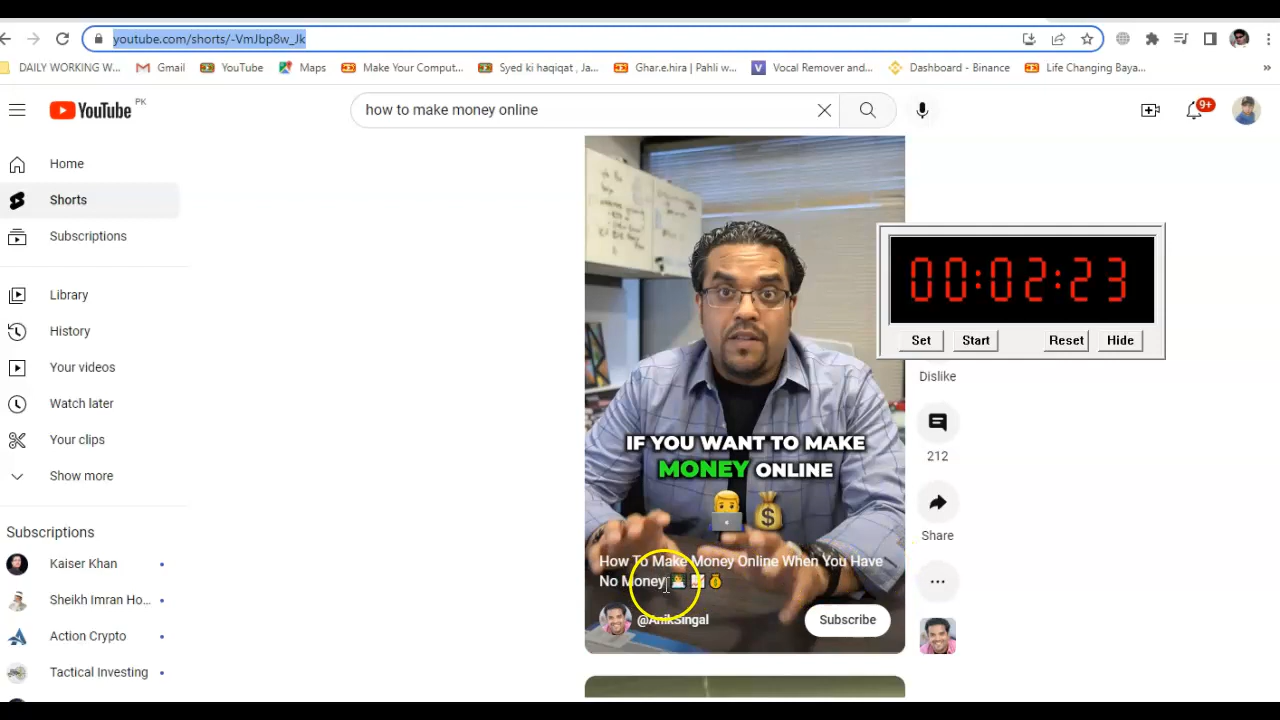 youtube.com/shorts/-VmJbp8w_Jk
DAILY WORKING W...
Gmail
YouTube
Maps
Make Your Comput...
Syed ki haqiqat , Ja...
Ghar.e.hira | Pahli w...
Vocal Remover and...
Dashboard - Binance
Life Changing Baya...
»
YouTube PK
how to make money online
9+
Home
Shorts
Subscriptions
Library
History
Your videos
Watch later
Your clips
Show more
Subscriptions
Kaiser Khan
Sheikh Imran Ho...
Action Crypto
Tactical Investing
IF YOU WANT TO MAKE
MONEY ONLINE
How To Make Money Online When You Have
No Money
@AnikSingal
Subscribe
00:02:23
Set
Start
Reset
Hide
Dislike
212
Share